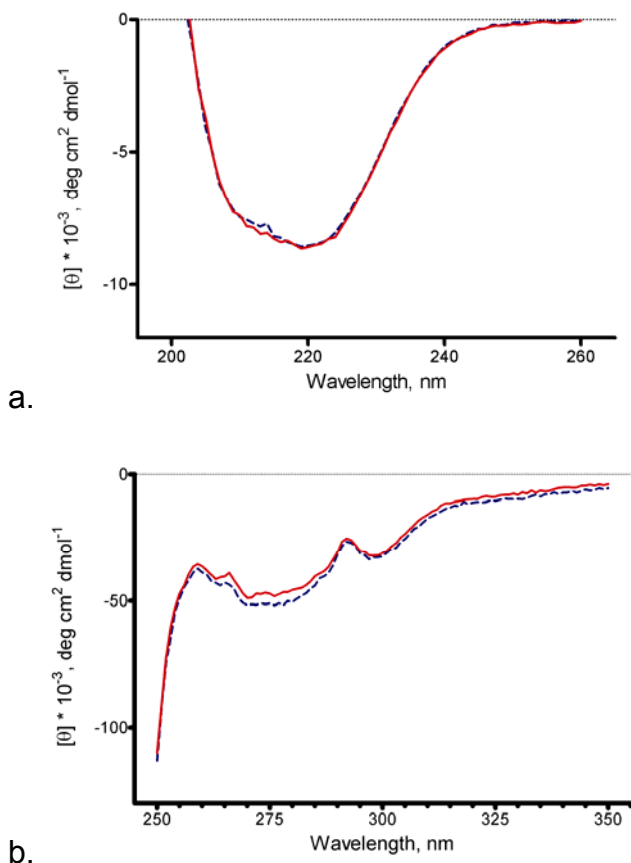 0
-5
-10
[θ] * 10⁻³, deg cm² dmol⁻¹
200 220 240 260
Wavelength, nm
a.
0
-50
-100
[θ] * 10⁻³, deg cm² dmol⁻¹
250 275 300 325 350
Wavelength, nm
b.